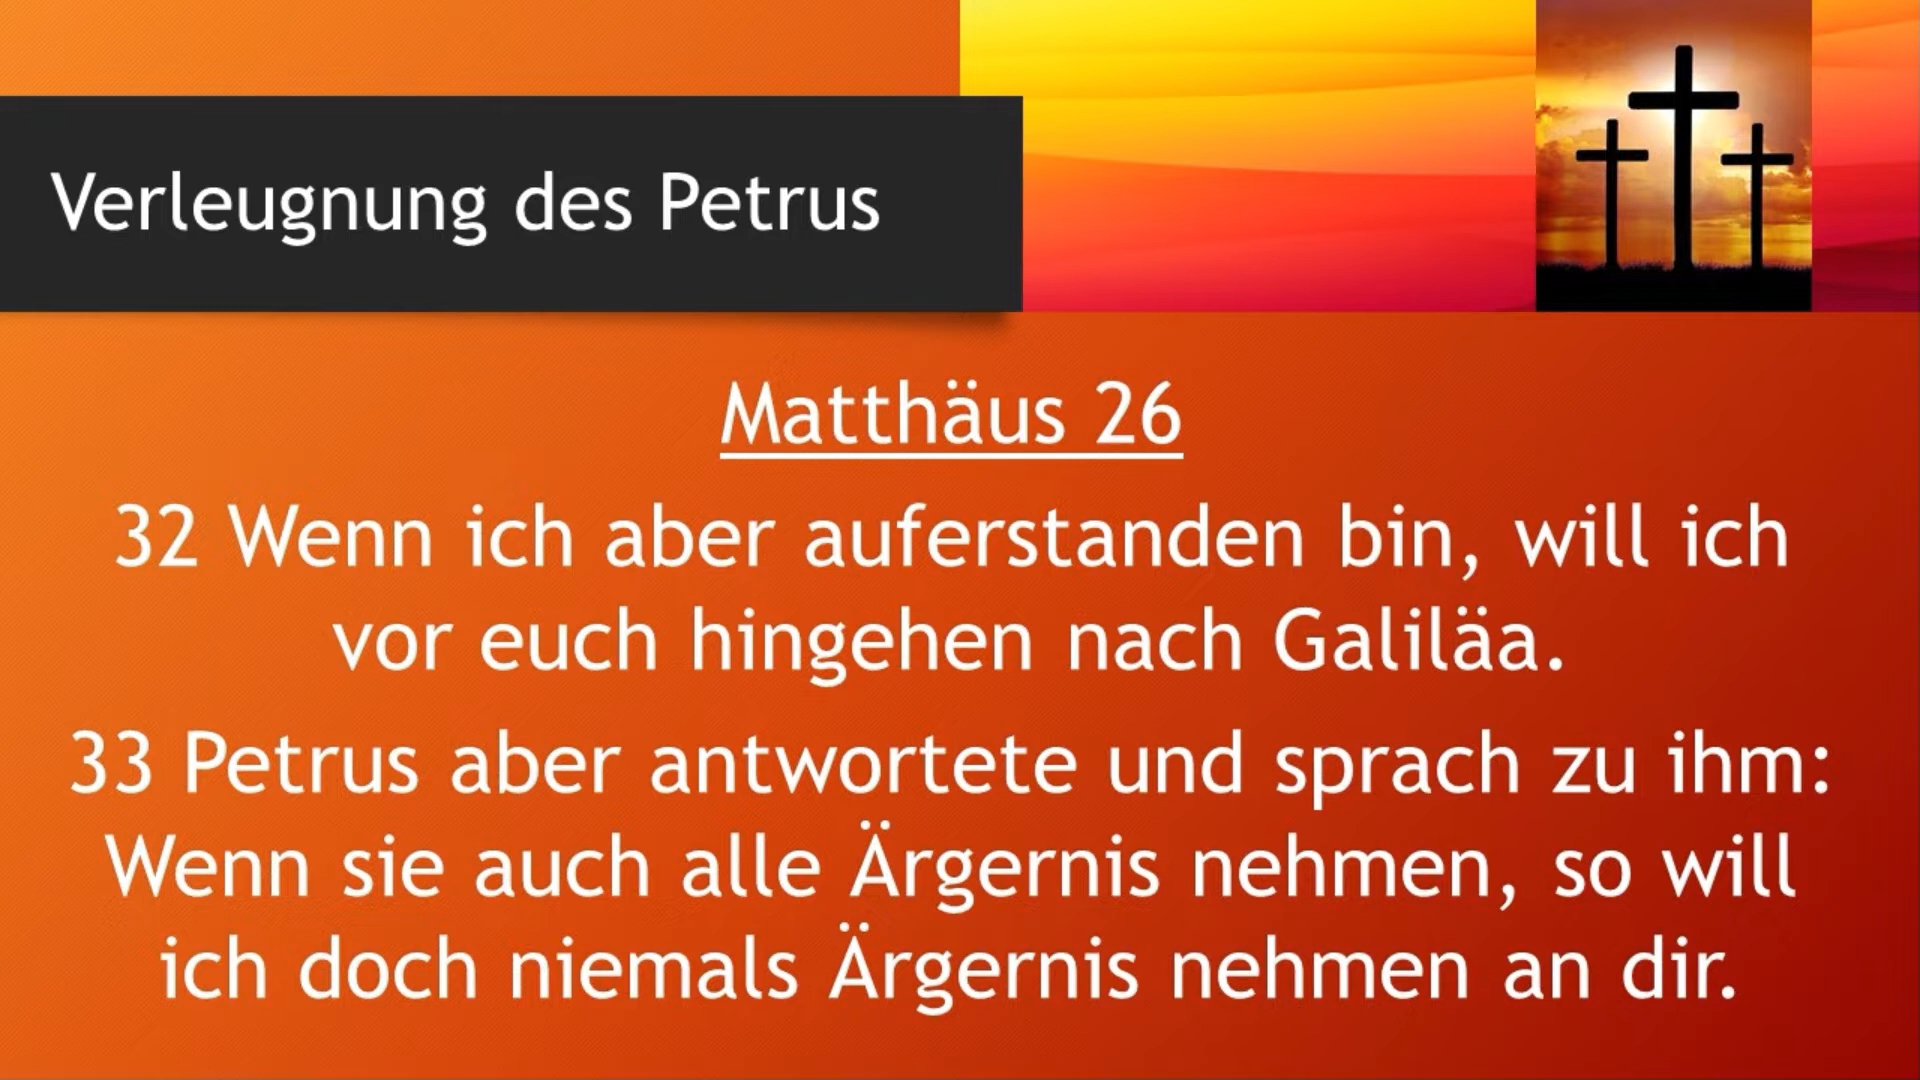 Verleugnung des Petrus
Matthäus 26
32 Wenn ich aber auferstanden bin, will ich
vor euch hingehen nach Galiläa.
33 Petrus aber antwortete und sprach zu ihm:
Wenn sie auch alle Ärgernis nehmen, so will
ich doch niemals Ärgernis nehmen an dir.